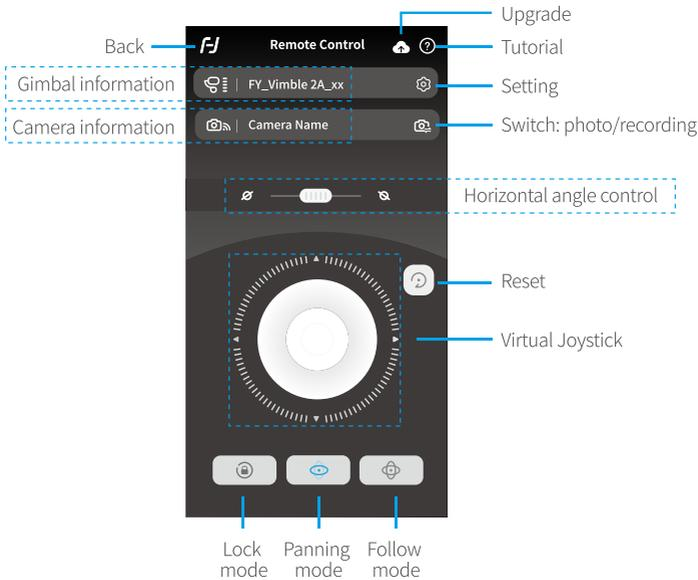 Upgrade
Back
Remote Control
Tutorial
Gimbal information
FY_Vimble 2A_xx
Setting
Camera information
Camera Name
Switch: photo/recording
Horizontal angle control
Reset
Virtual Joystick
Lock
mode
Panning
mode
Follow
mode